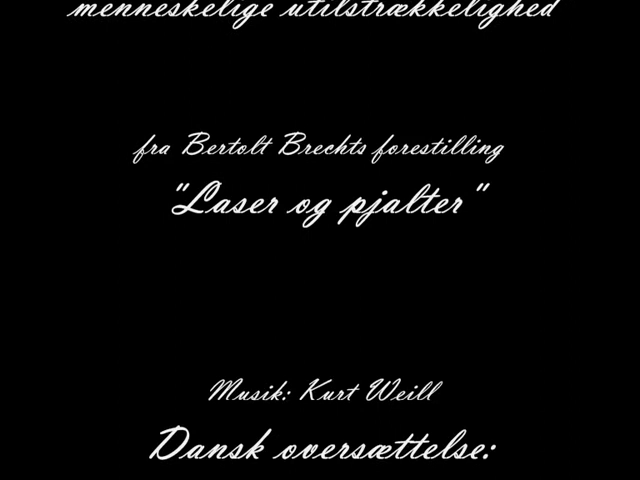 menneskelige utilstrækkelighed
fra Bertolt Brechts forestilling
"Laser og pjalter"
Musik: Kurt Weill
Dansk oversættelse: